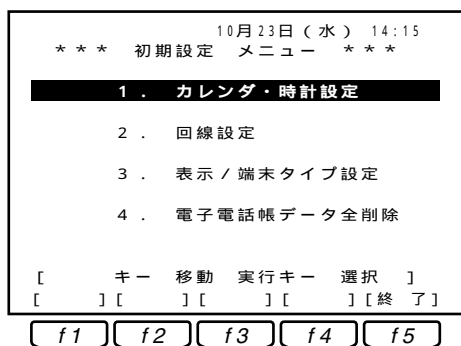 10月23日(水) 14:15
*** 初期設定 メニュー ***
1. カレンダ・時計設定
2. 回線設定
3. 表示/端末タイプ設定
4. 電子電話帳データ全削除
[ キー 移動 実行キー 選択 ]
[ ][ ][ ][ ][終 了]
f1 f2 f3 f4 f5